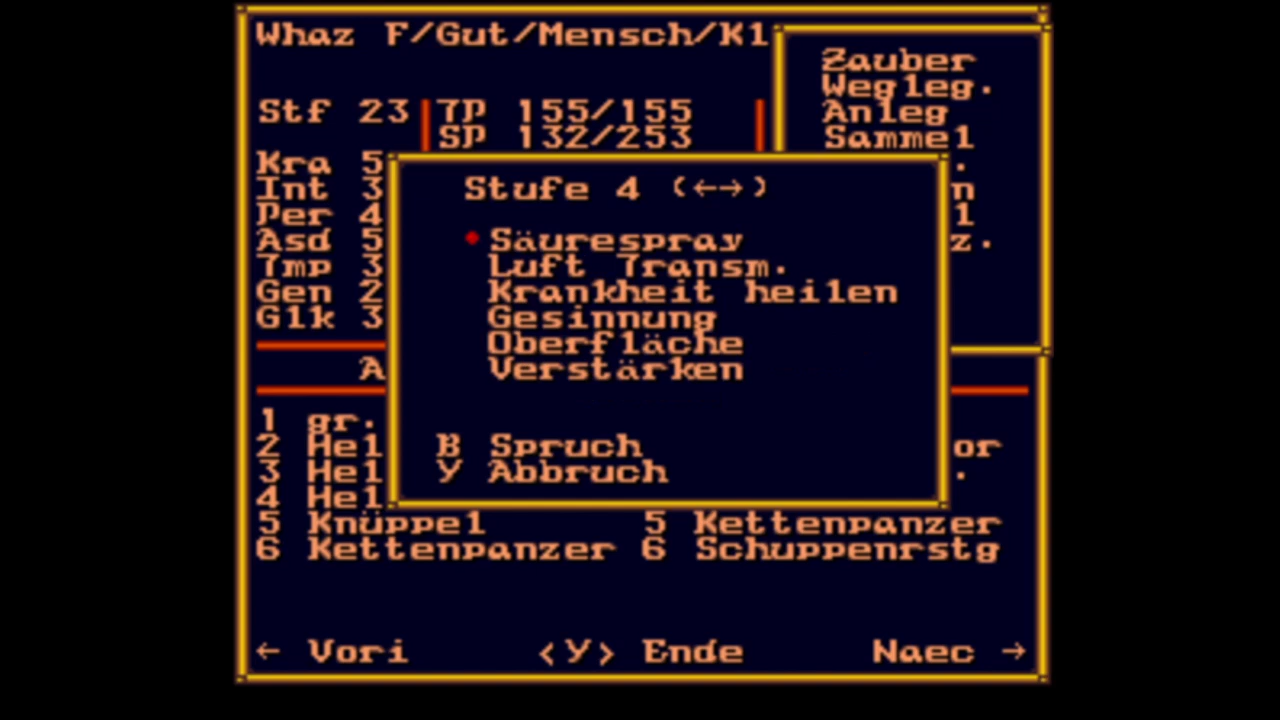 Whaz F/Gut/Mensch/K1
Zauber
Wegleg.
Anleg
Sammel
Stf 23 TP 155/155
SP 132/253
Kra 5
Int 3
Per 4
Asd 5
Tmp 3
Gen 2
Glk 3
.
n
l
z.
Stufe 4 (←→)
Säurespray
Luft Transm.
Krankheit heilen
Gesinnung
Oberfläche
Verstärken
B Spruch
Y Abbruch
A
1 gr.
2 Hel or
3 Hel .
4 Hel
5 Knüppel 5 Kettenpanzer
6 Kettenpanzer 6 Schuppenrstg
← Vori <Y> Ende Naec →